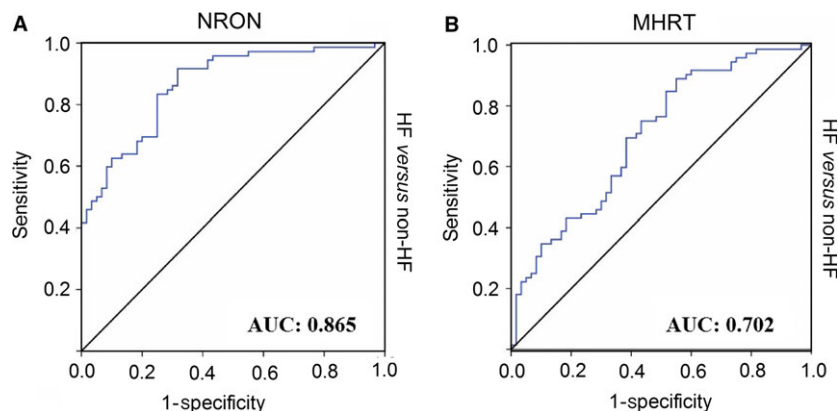 A
NRON
1.0
0.8
0.6
0.4
0.2
Sensitivity
0.0 0.2 0.4 0.6 0.8 1.0
1-specificity
AUC: 0.865
HF versus non-HF
B
MHRT
1.0
0.8
0.6
0.4
0.2
Sensitivity
0.0 0.2 0.4 0.6 0.8 1.0
1-specificity
AUC: 0.702
HF versus non-HF